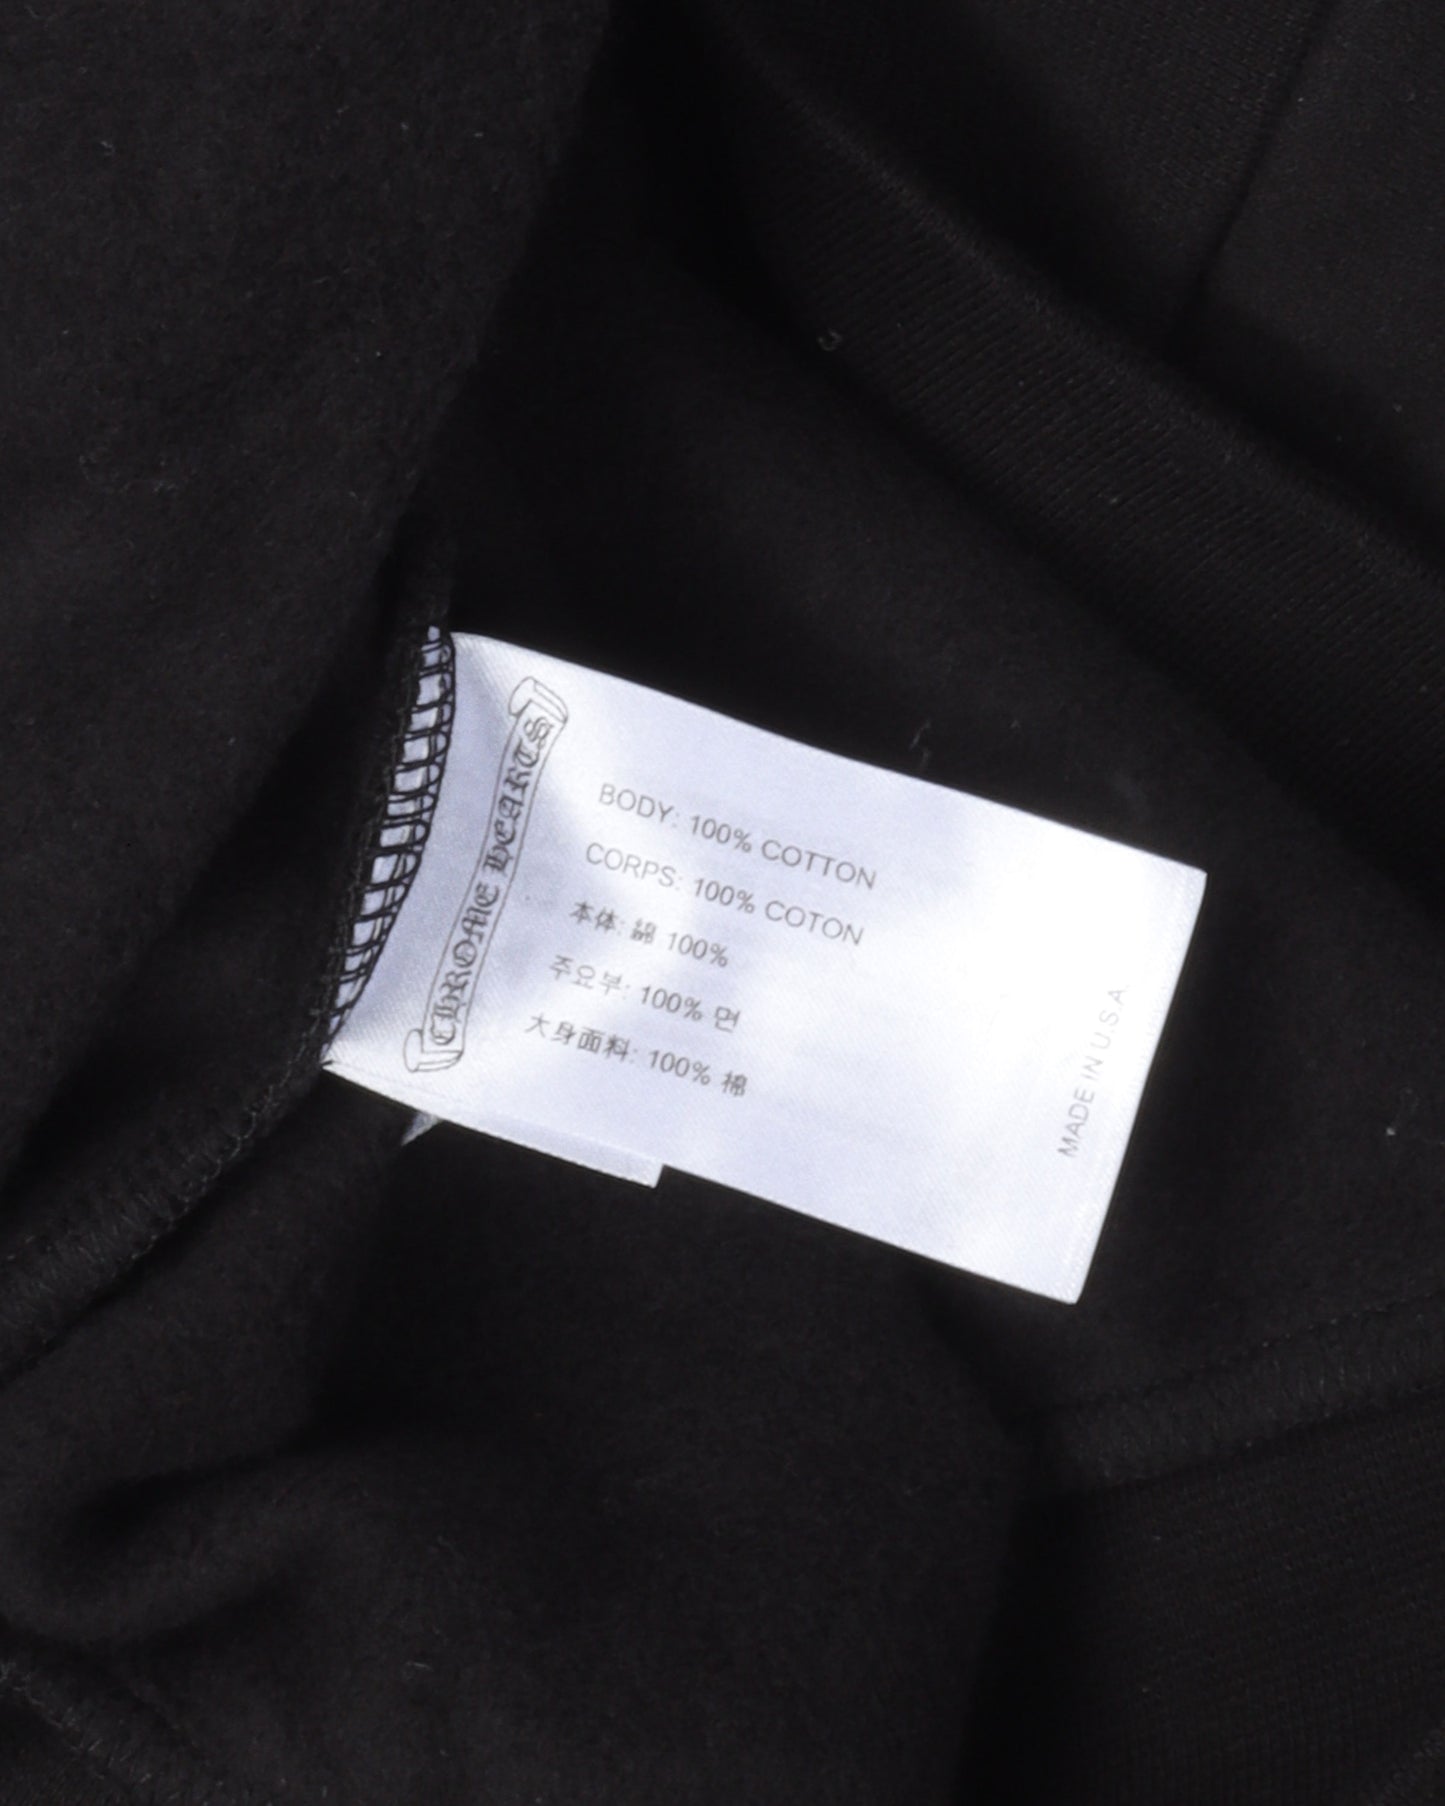 CHROME HEARTS
BODY: 100% COTTON
CORPS: 100% COTON
本体: 綿 100%
주요부: 100% 면
大身面料: 100% 棉
MADE IN U.S.A.